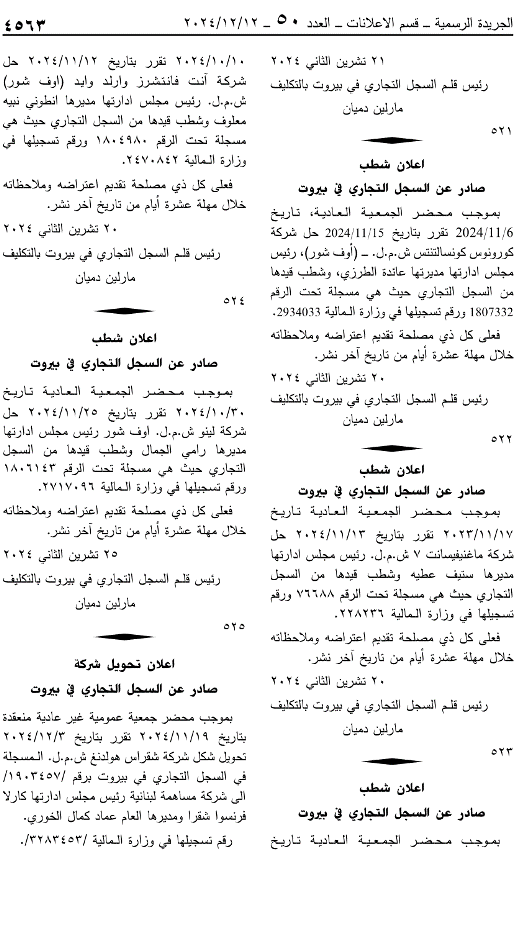 الجريدة الرسمية ــ قسم الاعلانات ــ العدد ٥٠ ــ ٢٠٢٤/١٢/١٢
٤٥٦٣
٢١ تشرين الثاني ٢٠٢٤
رئيس قلم السجل التجاري في بيروت بالتكليف
مارلين دميان
٥٢١
اعلان شطب
صادر عن السجل التجاري في بيروت
بموجب محضر الجمعية العادية، تاريخ
2024/11/6 تقرر بتاريخ 2024/11/15 حل شركة
كورونوس كونسالتنتس ش.م.ل. ــ (أوف شور)، رئيس
مجلس ادارتها مديرتها عائدة الطرزي، وشطب قيدها
من السجل التجاري حيث هي مسجلة تحت الرقم
1807332 ورقم تسجيلها في وزارة الـمالية 2934033.
فعلى كل ذي مصلحة تقديم اعتراضه وملاحظاته
خلال مهلة عشرة أيام من تاريخ آخر نشر.
٢٠ تشرين الثاني ٢٠٢٤
رئيس قلم السجل التجاري في بيروت بالتكليف
مارلين دميان
٥٢٢
اعلان شطب
صادر عن السجل التجاري في بيروت
بموجب محضر الجمعية العادية تاريخ
٢٠٢٣/١١/١٧ تقرر بتاريخ ٢٠٢٤/١١/١٣ حل
شركة ماغنيفيسانت ٧ ش.م.ل. رئيس مجلس ادارتها
مديرها ستيف عطيه وشطب قيدها من السجل
التجاري حيث هي مسجلة تحت الرقم ٧٦٦٨٨ ورقم
تسجيلها في وزارة الـمالية ٢٢٨٢٣٦.
فعلى كل ذي مصلحة تقديم اعتراضه وملاحظاته
خلال مهلة عشرة أيام من تاريخ آخر نشر.
٢٠ تشرين الثاني ٢٠٢٤
رئيس قلم السجل التجاري في بيروت بالتكليف
مارلين دميان
٥٢٣
اعلان شطب
صادر عن السجل التجاري في بيروت
بموجب محضر الجمعية العادية تاريخ
٢٠٢٤/١٠/١٠ تقرر بتاريخ ٢٠٢٤/١١/١٢ حل
شركة آنت فانتشرز وارلد وايد (اوف شور)
ش.م.ل. رئيس مجلس ادارتها مديرها انطوني نبيه
معلوف وشطب قيدها من السجل التجاري حيث هي
مسجلة تحت الرقم ١٨٠٤٩٨٠ ورقم تسجيلها في
وزارة الـمالية ٢٤٧٠٨٤٢.
فعلى كل ذي مصلحة تقديم اعتراضه وملاحظاته
خلال مهلة عشرة أيام من تاريخ آخر نشر.
٢٠ تشرين الثاني ٢٠٢٤
رئيس قلم السجل التجاري في بيروت بالتكليف
مارلين دميان
٥٢٤
اعلان شطب
صادر عن السجل التجاري في بيروت
بموجب محضر الجمعية العادية تاريخ
٢٠٢٤/١٠/٣٠ تقرر بتاريخ ٢٠٢٤/١١/٢٥ حل
شركة لينو ش.م.ل. اوف شور رئيس مجلس ادارتها
مديرها رامي الجمال وشطب قيدها من السجل
التجاري حيث هي مسجلة تحت الرقم ١٨٠٦١٤٣
ورقم تسجيلها في وزارة الـمالية ٢٧١٧٠٩٦.
فعلى كل ذي مصلحة تقديم اعتراضه وملاحظاته
خلال مهلة عشرة أيام من تاريخ آخر نشر.
٢٥ تشرين الثاني ٢٠٢٤
رئيس قلم السجل التجاري في بيروت بالتكليف
مارلين دميان
٥٢٥
اعلان تحويل شركة
صادر عن السجل التجاري في بيروت
بموجب محضر جمعية عمومية غير عادية منعقدة
بتاريخ ٢٠٢٤/١١/١٩ تقرر بتاريخ ٢٠٢٤/١٢/٣
تحويل شكل شركة شقراس هولدنغ ش.م.ل. الـمسجلة
في السجل التجاري في بيروت برقم /١٩٠٣٤٥٧/
الى شركة مساهمة لبنانية رئيس مجلس ادارتها كارلا
فرنسوا شقرا ومديرها العام عماد كمال الخوري.
رقم تسجيلها في وزارة الـمالية /٣٢٨٣٤٥٣/.